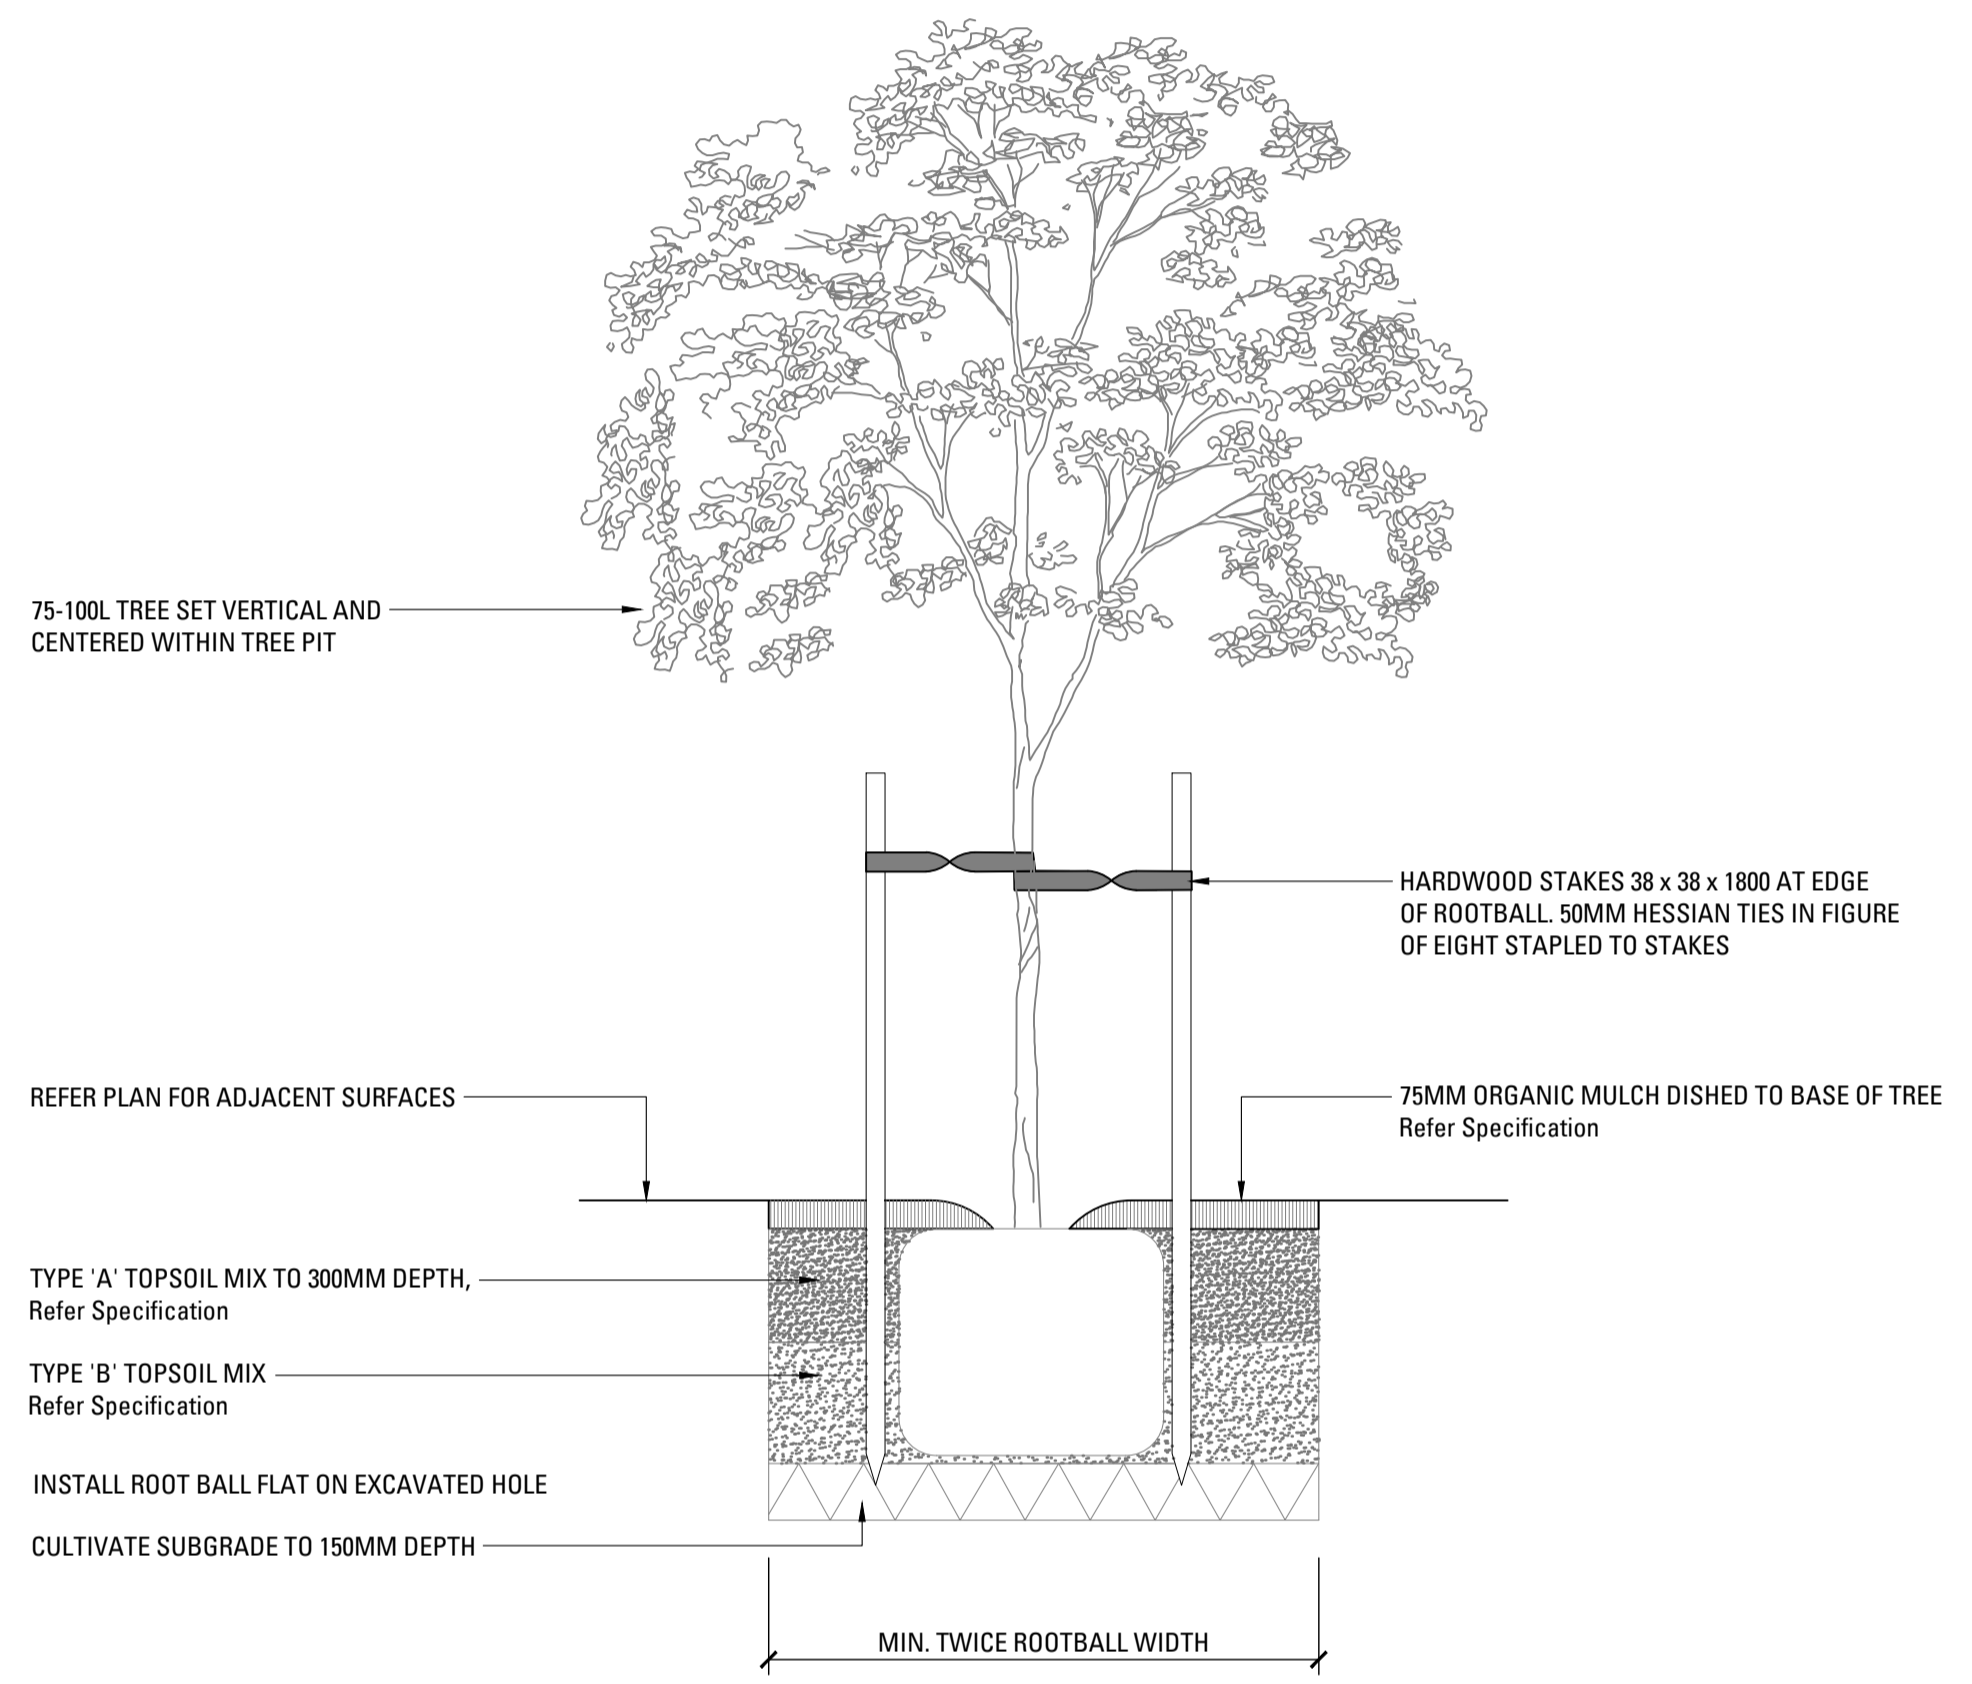 75-100L TREE SET VERTICAL AND
CENTERED WITHIN TREE PIT
HARDWOOD STAKES 38 x 38 x 1800 AT EDGE
OF ROOTBALL. 50MM HESSIAN TIES IN FIGURE
OF EIGHT STAPLED TO STAKES
REFER PLAN FOR ADJACENT SURFACES
75MM ORGANIC MULCH DISHED TO BASE OF TREE
Refer Specification
TYPE 'A' TOPSOIL MIX TO 300MM DEPTH,
Refer Specification
TYPE 'B' TOPSOIL MIX
Refer Specification
INSTALL ROOT BALL FLAT ON EXCAVATED HOLE
CULTIVATE SUBGRADE TO 150MM DEPTH
MIN. TWICE ROOTBALL WIDTH